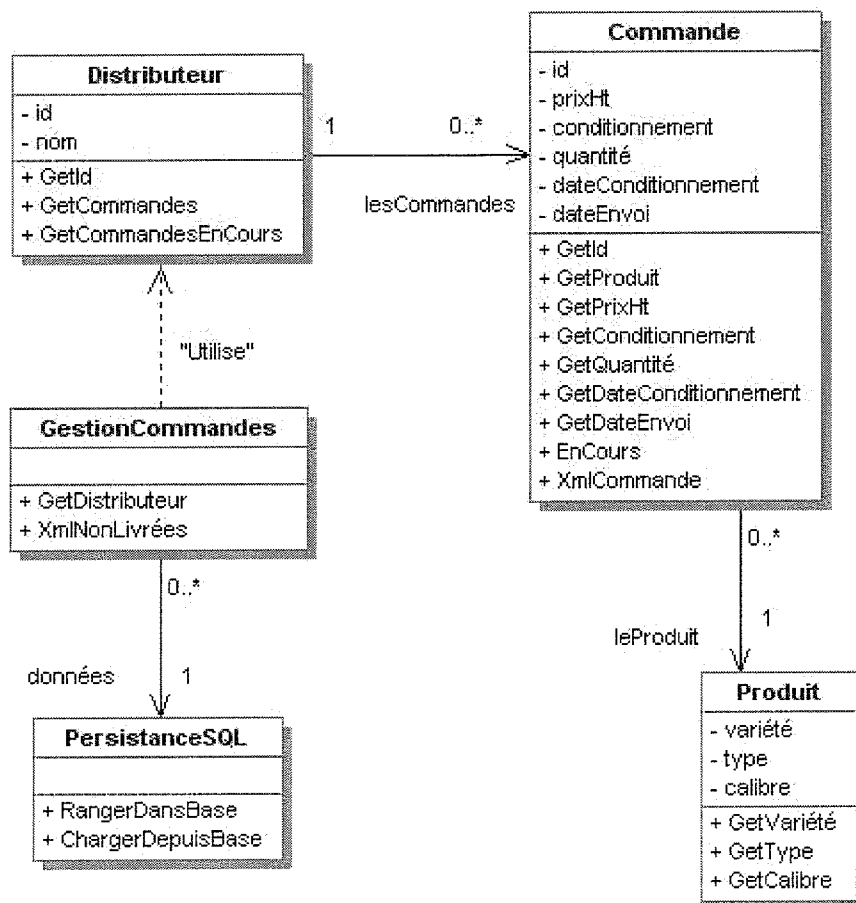 Distributeur
- id
- nom
+ GetId
+ GetCommandes
+ GetCommandesEnCours
1
0..*
lesCommandes
Commande
- id
- prixHt
- conditionnement
- quantité
- dateConditionnement
- dateEnvoi
+ GetId
+ GetProduit
+ GetPrixHt
+ GetConditionnement
+ GetQuantité
+ GetDateConditionnement
+ GetDateEnvoi
+ EnCours
+ XmlCommande
"Utilise"
GestionCommandes
+ GetDistributeur
+ XmlNonLivrées
0..*
données
1
PersistanceSQL
+ RangerDansBase
+ ChargerDepuisBase
0..*
leProduit
1
Produit
- variété
- type
- calibre
+ GetVariété
+ GetType
+ GetCalibre